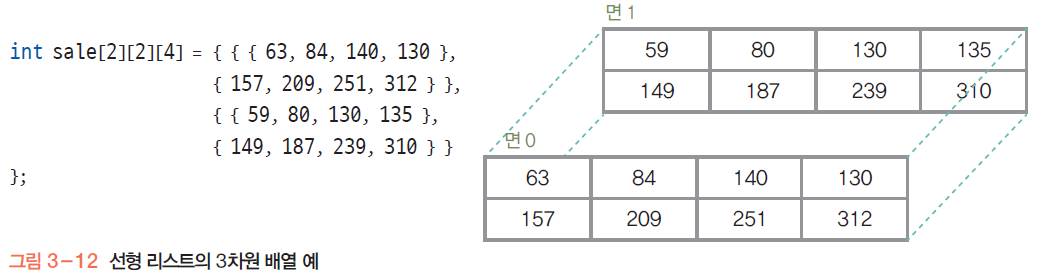 int sale[2][2][4] = { { { 63, 84, 140, 130 },
{ 157, 209, 251, 312 } },
{ { 59, 80, 130, 135 },
{ 149, 187, 239, 310 } }
};
면 1
59 80 130 135
149 187 239 310
면 0
63 84 140 130
157 209 251 312
그림 3-12 선형 리스트의 3차원 배열 예